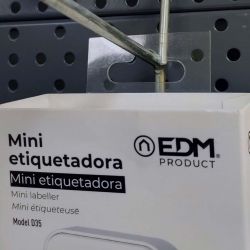 Mini
etiquetadora
Mini etiquetadora
Mini labeller
Mini étiqueteuse
Model D35
EDM®
PRODUCT